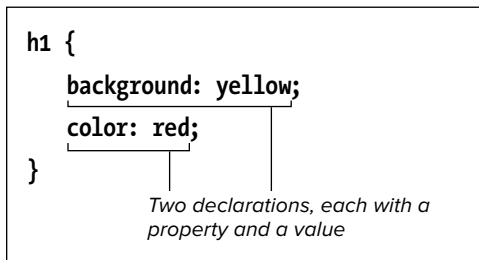 h1 {
background: yellow;
color: red;
}
Two declarations, each with a
property and a value